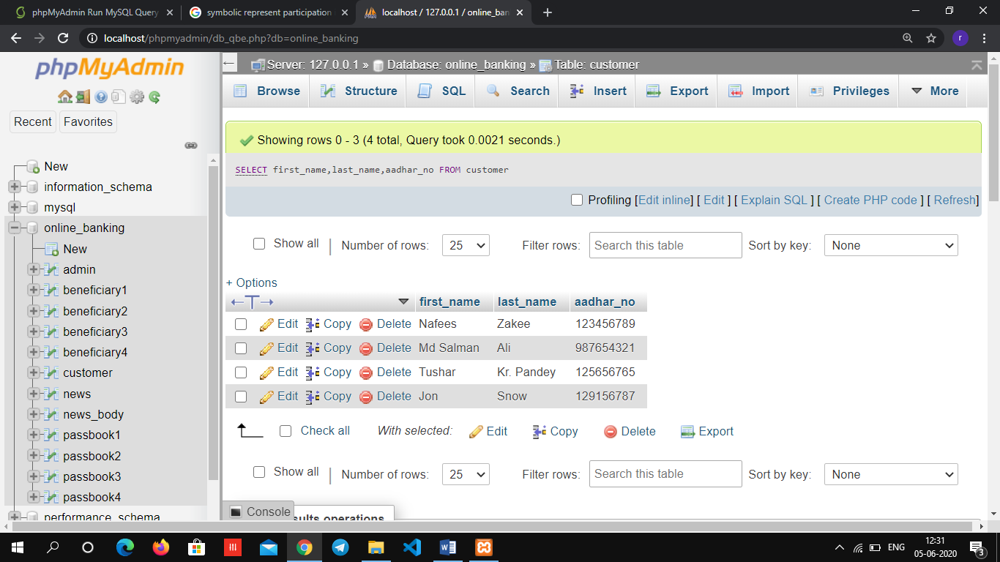 phpMyAdmin Run MySQL Query
symbolic represent participation
localhost / 127.0.0.1 / online_ban
localhost/phpmyadmin/db_qbe.php?db=online_banking
r
phpMyAdmin
Recent
Favorites
New
information_schema
mysql
online_banking
New
admin
beneficiary1
beneficiary2
beneficiary3
beneficiary4
customer
news
news_body
passbook1
passbook2
passbook3
passbook4
performance_schema
Server: 127.0.0.1 » Database: online_banking » Table: customer
Browse Structure SQL Search Insert Export Import Privileges More
Showing rows 0 - 3 (4 total, Query took 0.0021 seconds.)
SELECT first_name,last_name,aadhar_no FROM customer
Profiling [Edit inline] [ Edit ] [ Explain SQL ] [ Create PHP code ] [ Refresh]
Show all | Number of rows: 25 Filter rows: Search this table Sort by key: None
+ Options
←T→ first_name last_name aadhar_no
Edit Copy Delete Nafees Zakee 123456789
Edit Copy Delete Md Salman Ali 987654321
Edit Copy Delete Tushar Kr. Pandey 125656765
Edit Copy Delete Jon Snow 129156787
Check all With selected: Edit Copy Delete Export
Show all | Number of rows: 25 Filter rows: Search this table Sort by key: None
Console
sults operations
ENG
12:31
05-06-2020
3